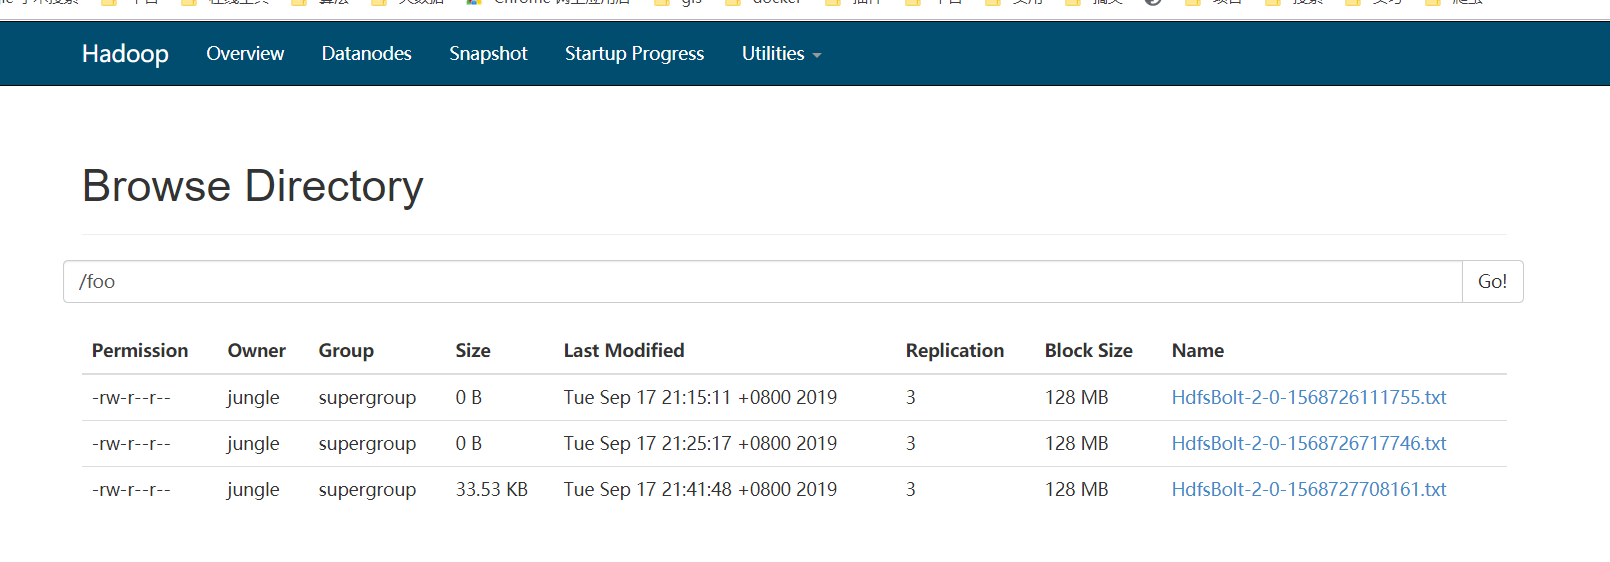 Hadoop Overview Datanodes Snapshot Startup Progress Utilities
Browse Directory
/foo Go!
Permission Owner Group Size Last Modified Replication Block Size Name
-rw-r--r-- jungle supergroup 0 B Tue Sep 17 21:15:11 +0800 2019 3 128 MB HdfsBolt-2-0-1568726111755.txt
-rw-r--r-- jungle supergroup 0 B Tue Sep 17 21:25:17 +0800 2019 3 128 MB HdfsBolt-2-0-1568726717746.txt
-rw-r--r-- jungle supergroup 33.53 KB Tue Sep 17 21:41:48 +0800 2019 3 128 MB HdfsBolt-2-0-1568727708161.txt